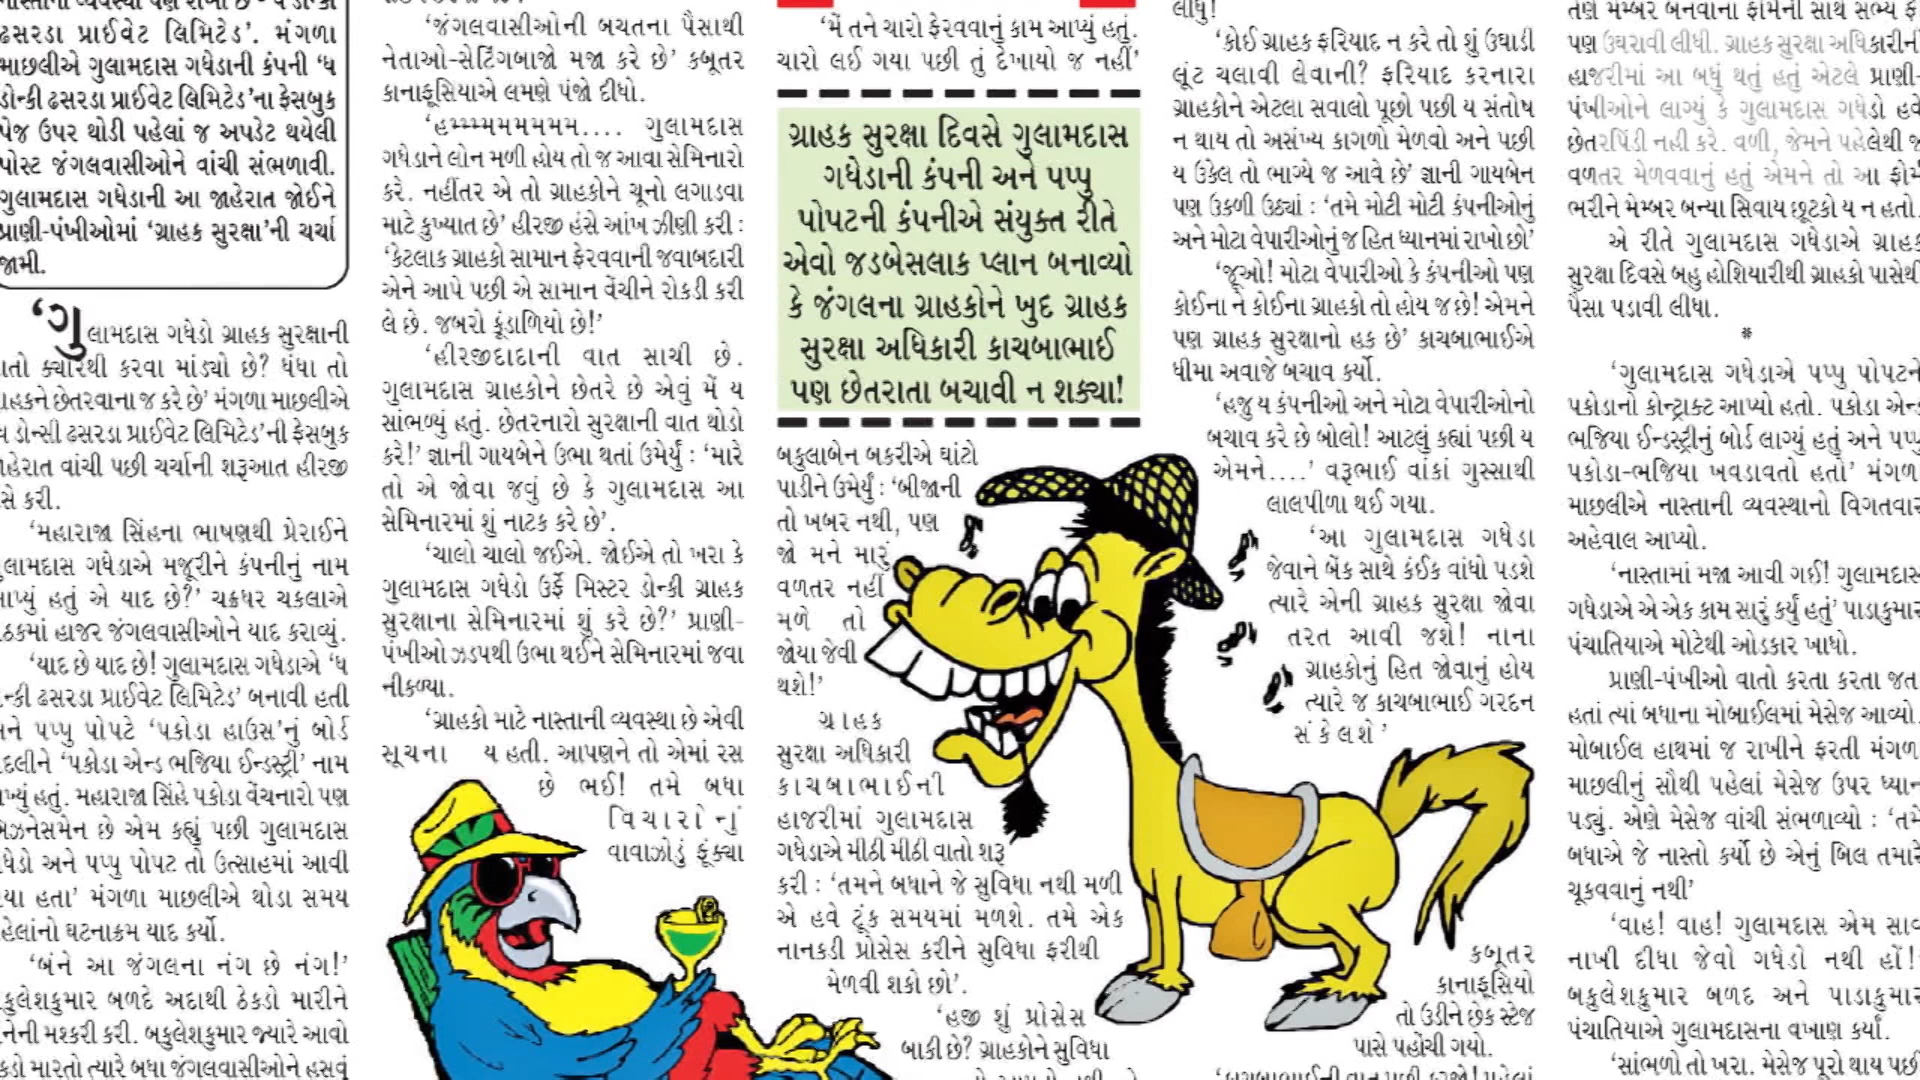 ઢસરડા પ્રાઈવેટ લિમિટેડ’. મંગળા
માછલીએ ગુલામદાસ ગધેડાની કંપની ‘ધ
ડોન્કી ઢસરડા પ્રાઈવેટ લિમિટેડ’ના ફેસબુક
પેજ ઉપર થોડી પહેલાં જ અપડેટ થયેલી
પોસ્ટ જંગલવાસીઓને વાંચી સંભળાવી.
ગુલામદાસ ગધેડાની આ જાહેરાત જોઈને
પ્રાણી-પંખીઓમાં ‘ગ્રાહક સુરક્ષા’ની ચર્ચા
જામી.
‘ગુલામદાસ ગધેડો ગ્રાહક સુરક્ષાની
ક્યારથી કરવા માંડ્યો છે? ધંધા તો
છેતરવાના જ કરે છે’ મંગળા માછલીએ
ડોન્સી ઢસરડા પ્રાઈવેટ લિમિટેડ’ની ફેસબુક
વાંચી પછી ચર્ચાની શરૂઆત હીરજી
કરી.
‘મહારાજા સિંહના ભાષણથી પ્રેરાઈને
ગધેડાએ મજૂરીને કંપનીનું નામ
હતું એ યાદ છે?’ ચક્રધર ચકલાએ
હાજર જંગલવાસીઓને યાદ કરાવ્યું.
‘યાદ છે યાદ છે! ગુલામદાસ ગધેડાએ ‘ધ
ઢસરડા પ્રાઈવેટ લિમિટેડ’ બનાવી હતી
પપ્પુ પોપટે ‘પકોડા હાઉસ’નું બોર્ડ
‘પકોડા એન્ડ ભજિયા ઈન્ડસ્ટ્રી’ નામ
હતું. મહારાજા સિંહે પકોડા વેંચનારો પણ
છે એમ કહ્યું પછી ગુલામદાસ
અને પપ્પુ પોપટ તો ઉત્સાહમાં આવી
હતા’ મંગળા માછલીએ થોડા સમય
ઘટનાક્રમ યાદ કર્યો.
‘બંને આ જંગલના નંગ છે નંગ!’
બળદે અદાથી ઠેકડો મારીને
મશ્કરી કરી. બકુલેશકુમાર જ્યારે આવો
મારતો ત્યારે બધા જંગલવાસીઓને હસવું
‘જંગલવાસીઓની બચતના પૈસાથી
નેતાઓ-સેટિંગબાજો મજા કરે છે’ કબૂતર
કાનાફૂસિયાએ લમણે પંજો દીધો.
‘હમ્મ્મ્મમમમમમ.... ગુલામદાસ
ગધેડાને લોન મળી હોય તો જ આવા સેમિનારો
કરે. નહીંતર એ તો ગ્રાહકોને ચૂનો લગાડવા
માટે કુખ્યાત છે’ હીરજી હંસે આંખ ઝીણી કરી :
‘કેટલાક ગ્રાહકો સામાન ફેરવવાની જવાબદારી
એને આપે પછી એ સામાન વેંચીને રોકડી કરી
લે છે. જબરો કૂંડાળિયો છે!’
‘હીરજીદાદાની વાત સાચી છે.
ગુલામદાસ ગ્રાહકોને છેતરે છે એવું મેં ય
સાંભળ્યું હતું. છેતરનારો સુરક્ષાની વાત થોડો
કરે!’ જ્ઞાની ગાયબેને ઉભા થતાં ઉમેર્યું : ‘મારે
તો એ જોવા જવું છે કે ગુલામદાસ આ
સેમિનારમાં શું નાટક કરે છે’.
‘ચાલો ચાલો જઈએ. જોઈએ તો ખરા કે
ગુલામદાસ ગધેડો ઉર્ફે મિસ્ટર ડોન્કી ગ્રાહક
સુરક્ષાના સેમિનારમાં શું કરે છે?’ પ્રાણી-
પંખીઓ ઝડપથી ઉભા થઈને સેમિનારમાં જવા
નીકળ્યા.
‘ગ્રાહકો માટે નાસ્તાની વ્યવસ્થા છે એવી
સૂચના ય હતી. આપણને તો એમાં રસ
છે ભઈ! તમે બધા
વિચારોનું
વાવાઝોડું ફૂંક્યા
‘મેં તને ચારો ફેરવવાનું કામ આપ્યું હતું.
ચારો લઈ ગયા પછી તું દેખાયો જ નહીં’
ગ્રાહક સુરક્ષા દિવસે ગુલામદાસ
ગધેડાની કંપની અને પપ્પુ
પોપટની કંપનીએ સંયુક્ત રીતે
એવો જડબેસલાક પ્લાન બનાવ્યો
કે જંગલના ગ્રાહકોને ખુદ ગ્રાહક
સુરક્ષા અધિકારી કાચબાભાઈ
પણ છેતરાતા બચાવી ન શક્યા!
બકુલાબેન બકરીએ ઘાંટો
પાડીને ઉમેર્યું : ‘બીજાની
તો ખબર નથી, પણ
જો મને મારું
વળતર નહીં
મળે તો
જોયા જેવી
થશે!’
ગ્રાહક
સુરક્ષા અધિકારી
કાચબાભાઈની
હાજરીમાં ગુલામદાસ
ગધેડાએ મીઠી મીઠી વાતો શરૂ
કરી : ‘તમને બધાને જે સુવિધા નથી મળી
એ હવે ટૂંક સમયમાં મળશે. તમે એક
નાનકડી પ્રોસેસ કરીને સુવિધા ફરીથી
મેળવી શકો છો’.
‘હજી શું પ્રોસેસ
બાકી છે? ગ્રાહકોને સુવિધા
લીધુ!
‘કોઈ ગ્રાહક ફરિયાદ ન કરે તો શું ઉઘાડી
લૂંટ ચલાવી લેવાની? ફરિયાદ કરનારા
ગ્રાહકોને એટલા સવાલો પૂછો પછી ય સંતોષ
ન થાય તો અસંખ્ય કાગળો મેળવો અને પછી
ય ઉકેલ તો ભાગ્યે જ આવે છે’ જ્ઞાની ગાયબેન
પણ ઉકળી ઉઠ્યાં : ‘તમે મોટી મોટી કંપનીઓનું
અને મોટા વેપારીઓનું જ હિત ધ્યાનમાં રાખો છો’
‘જૂઓ! મોટા વેપારીઓ કે કંપનીઓ પણ
કોઈના ને કોઈના ગ્રાહકો તો હોય જ છે! એમને
પણ ગ્રાહક સુરક્ષાનો હક છે’ કાચબાભાઈએ
ધીમા અવાજે બચાવ કર્યો.
‘હજુ ય કંપનીઓ અને મોટા વેપારીઓનો
બચાવ કરે છે બોલો! આટલું કહ્યાં પછી ય
એમને....’ વરૂભાઈ વાંકાં ગુસ્સાથી
લાલપીળા થઈ ગયા.
‘આ ગુલામદાસ ગધેડા
જેવાને બેંક સાથે કંઈક વાંધો પડશે
ત્યારે એની ગ્રાહક સુરક્ષા જોવા
તરત આવી જશે! નાના
ગ્રાહકોનું હિત જોવાનું હોય
ત્યારે જ કાચબાભાઈ ગરદન
સંકેલશે’
કબૂતર
કાનાફૂસિયો
તો ઉડીને છેક સ્ટેજ
પાસે પહોંચી ગયો.
તેણે મેમ્બર બનવાના ફોર્મની સાથે સભ્ય
પણ ઉઘરાવી લીધી. ગ્રાહક સુરક્ષા અધિકારીની
હાજરીમાં આ બધું થતું હતું એટલે પ્રાણી-
પંખીઓને લાગ્યું કે ગુલામદાસ ગધેડો હવે
છેતરપિંડી નહીં કરે. વળી, જેમને પહેલેથી જ
વળતર મેળવવાનું હતું એમને તો આ ફોર્મ
ભરીને મેમ્બર બન્યા સિવાય છૂટકો ય ન હતો.
એ રીતે ગુલામદાસ ગધેડાએ ગ્રાહક
સુરક્ષા દિવસે બહુ હોશિયારીથી ગ્રાહકો પાસેથી
પૈસા પડાવી લીધા.
*
‘ગુલામદાસ ગધેડાએ પપ્પુ પોપટને
પકોડાનો કોન્ટ્રાક્ટ આપ્યો હતો. પકોડા એન્ડ
ભજિયા ઈન્ડસ્ટ્રીનું બોર્ડ લાગ્યું હતું અને પપ્પુ
પકોડા-ભજિયા ખવડાવતો હતો’ મંગળા
માછલીએ નાસ્તાની વ્યવસ્થાનો વિગતવાર
અહેવાલ આપ્યો.
‘નાસ્તામાં મજા આવી ગઈ! ગુલામદાસ
ગધેડાએ એ એક કામ સારું કર્યું હતું’ પાડાકુમાર
પંચાતિયાએ મોટેથી ઓડકાર ખાધો.
પ્રાણી-પંખીઓ વાતો કરતા કરતા જતા
હતાં ત્યાં બધાના મોબાઈલમાં મેસેજ આવ્યો.
મોબાઈલ હાથમાં જ રાખીને ફરતી મંગળા
માછલીનું સૌથી પહેલાં મેસેજ ઉપર ધ્યાન
પડ્યું. એણે મેસેજ વાંચી સંભળાવ્યો : ‘તમે
બધાએ જે નાસ્તો કર્યો છે એનું બિલ તમારે
ચૂકવવાનું નથી’
‘વાહ! વાહ! ગુલામદાસ એમ સાવ
નાખી દીધા જેવો ગધેડો નથી હોં!
બકુલેશકુમાર બળદ અને પાડાકુમાર
પંચાતિયાએ ગુલામદાસના વખાણ કર્યાં.
‘સાંભળો તો ખરા. મેસેજ પૂરો થાય પછી